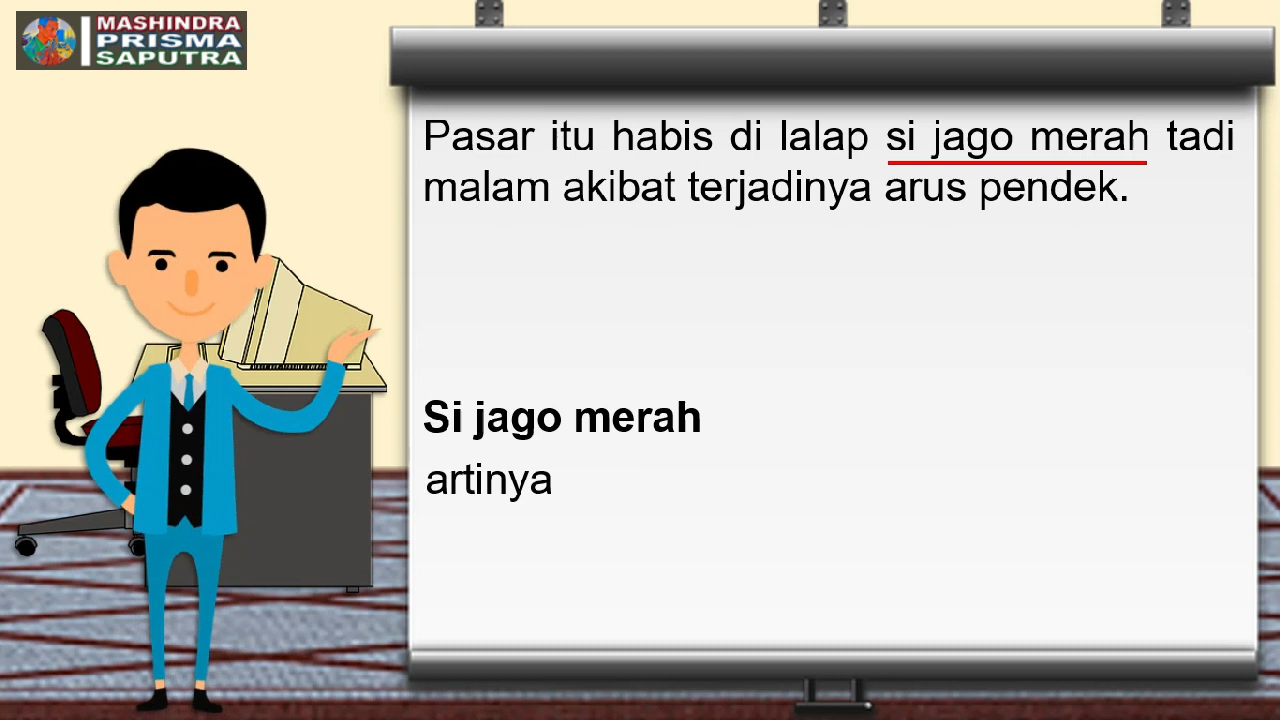 MASHINDRA
PRISMA
SAPUTRA
Pasar itu habis di lalap si jago merah tadi
malam akibat terjadinya arus pendek.
Si jago merah
artinya